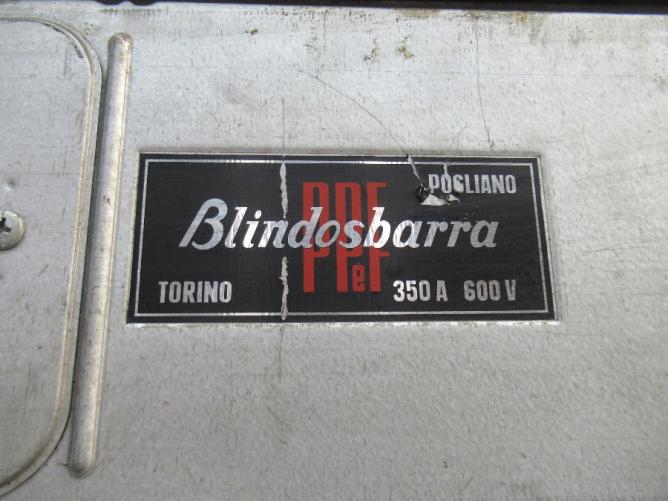 POGLIANO
Blindosbarra
PPeF
TORINO 350 A 600 V